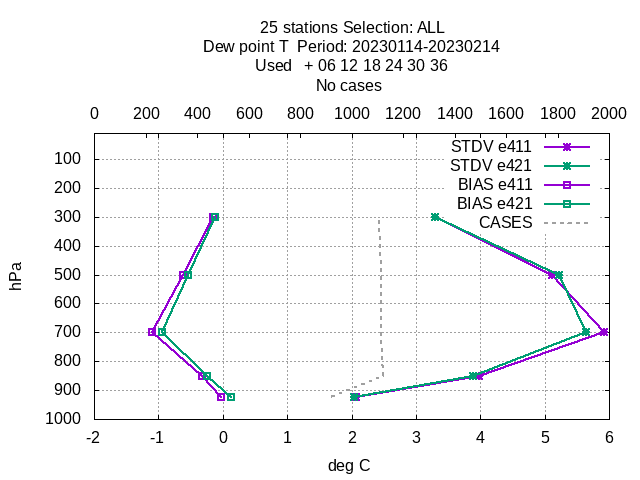 25 stations Selection: ALL
Dew point T  Period: 20230114-20230214
Used   + 06 12 18 24 30 36
No cases
0 200 400 600 800 1000 1200 1400 1600 1800 2000
STDV e411
STDV e421
BIAS e411
BIAS e421
CASES
hPa
100
200
300
400
500
600
700
800
900
1000
-2 -1 0 1 2 3 4 5 6
deg C